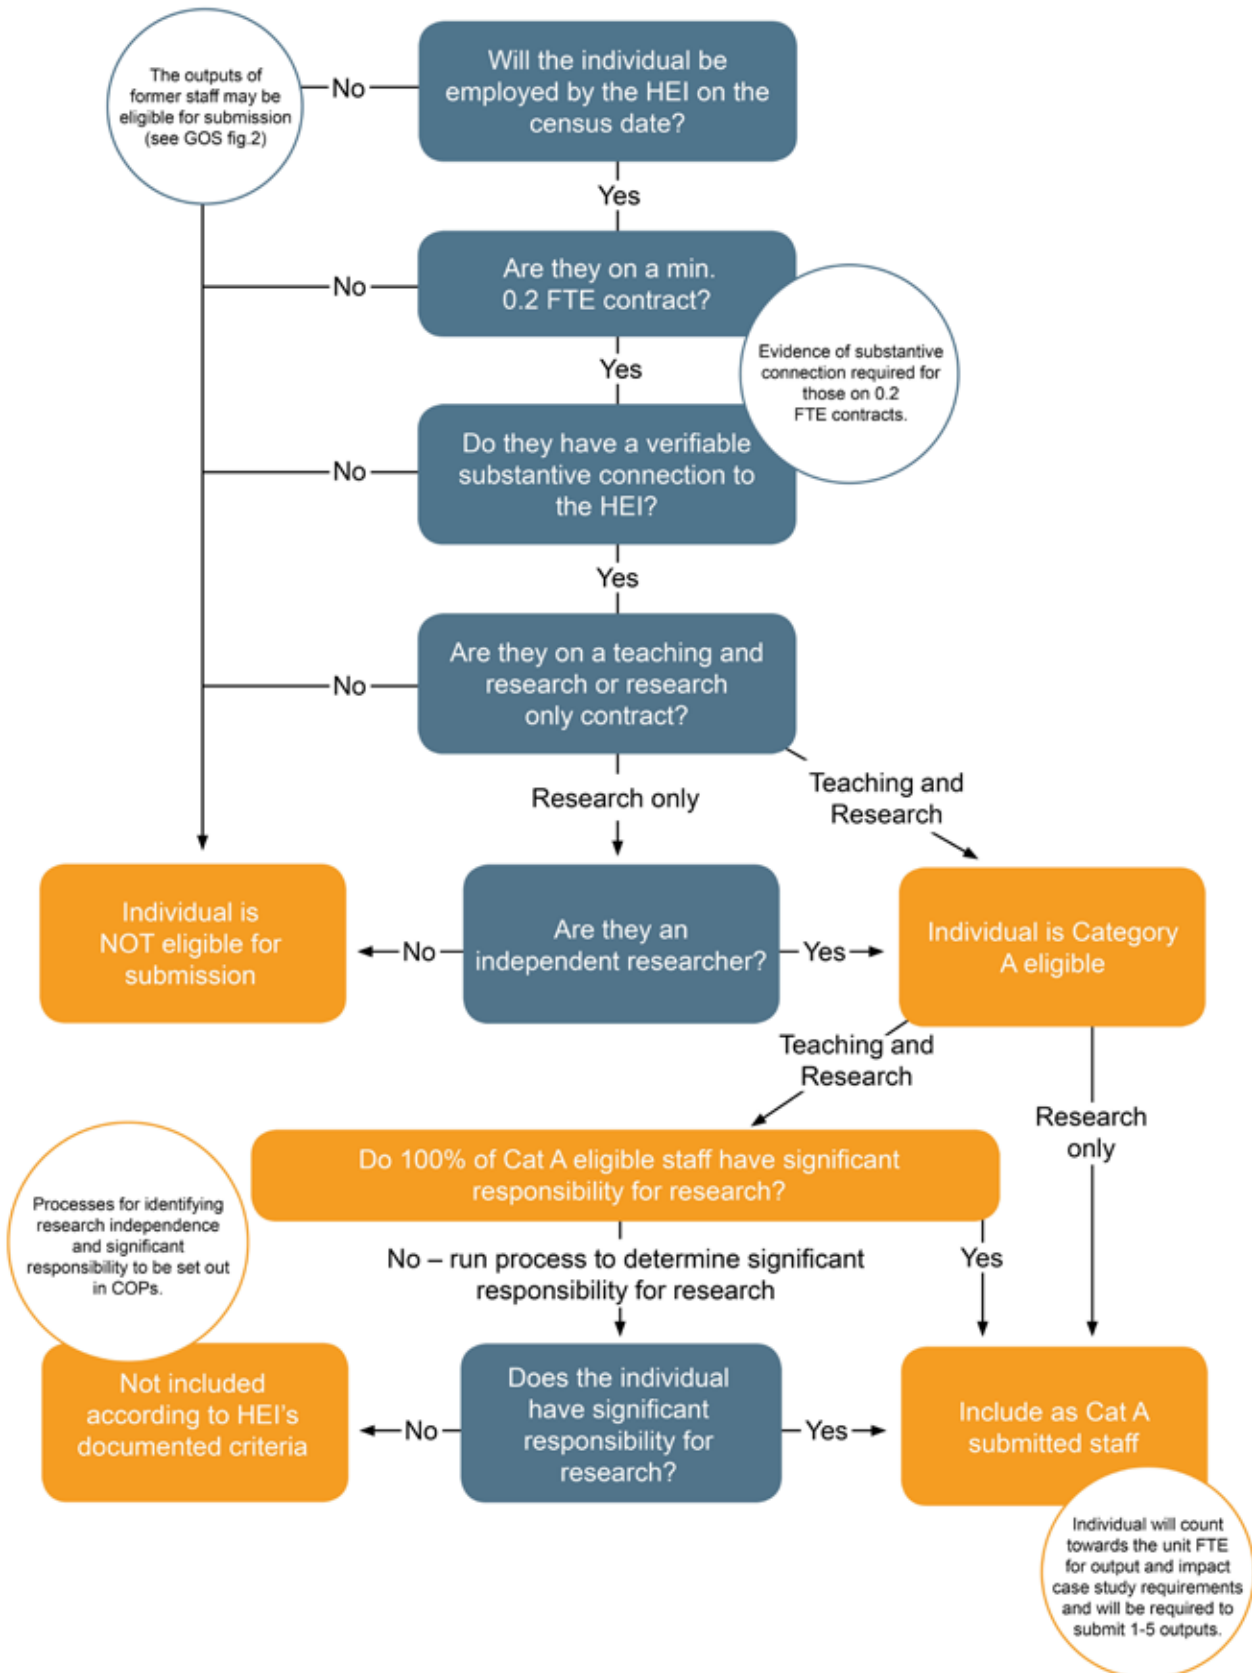 Will the individual be
employed by the HEI on the
census date?
No
The outputs of
former staff may be
eligible for submission
(see GOS fig.2)
Yes
Are they on a min.
0.2 FTE contract?
No
Evidence of substantive
connection required for
those on 0.2
FTE contracts.
Yes
Do they have a verifiable
substantive connection to
the HEI?
No
Yes
Are they on a teaching and
research or research
only contract?
No
Research only
Teaching and
Research
Individual is
NOT eligible for
submission
No
Are they an
independent researcher?
Yes
Individual is Category
A eligible
Teaching and
Research
Research
only
Do 100% of Cat A eligible staff have significant
responsibility for research?
Processes for identifying
research independence
and significant
responsibility to be set out
in COPs.
No – run process to determine significant
responsibility for research
Yes
Not included
according to HEI's
documented criteria
No
Does the individual
have significant
responsibility for
research?
Yes
Include as Cat A
submitted staff
Individual will count
towards the unit FTE
for output and impact
case study requirements
and will be required to
submit 1-5 outputs.